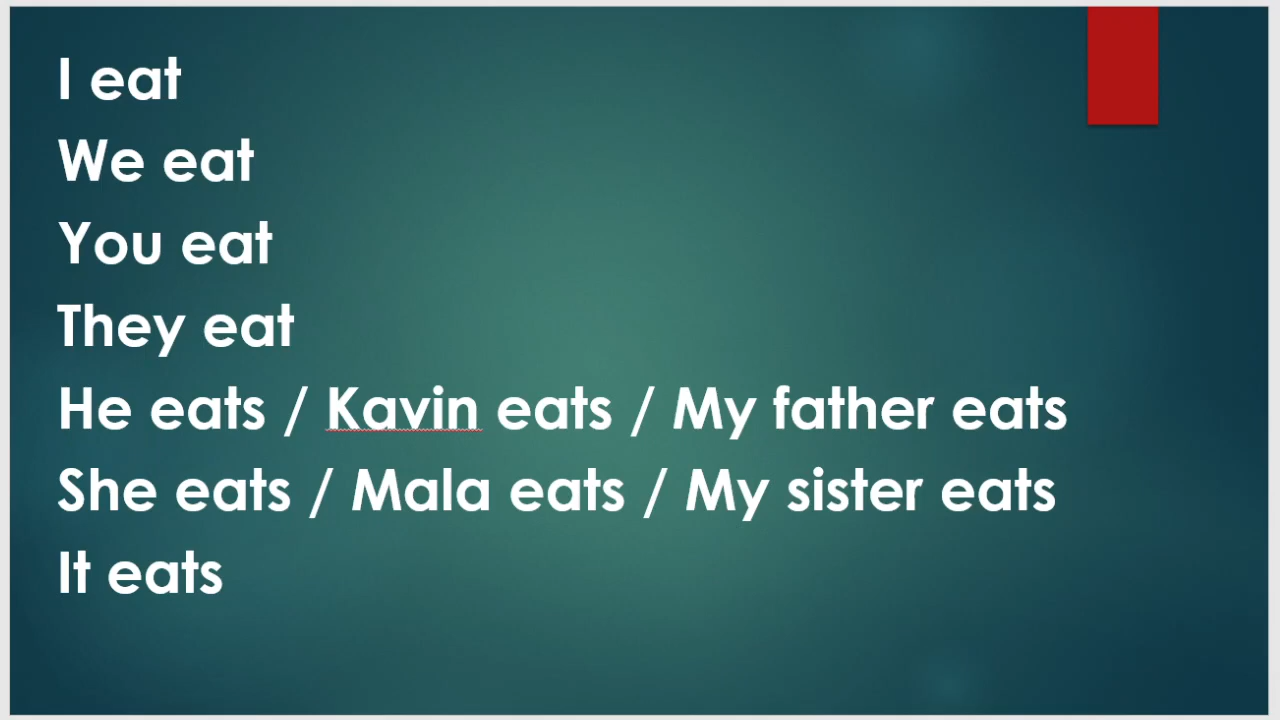 I eat
We eat
You eat
They eat
He eats / Kavin eats / My father eats
She eats / Mala eats / My sister eats
It eats